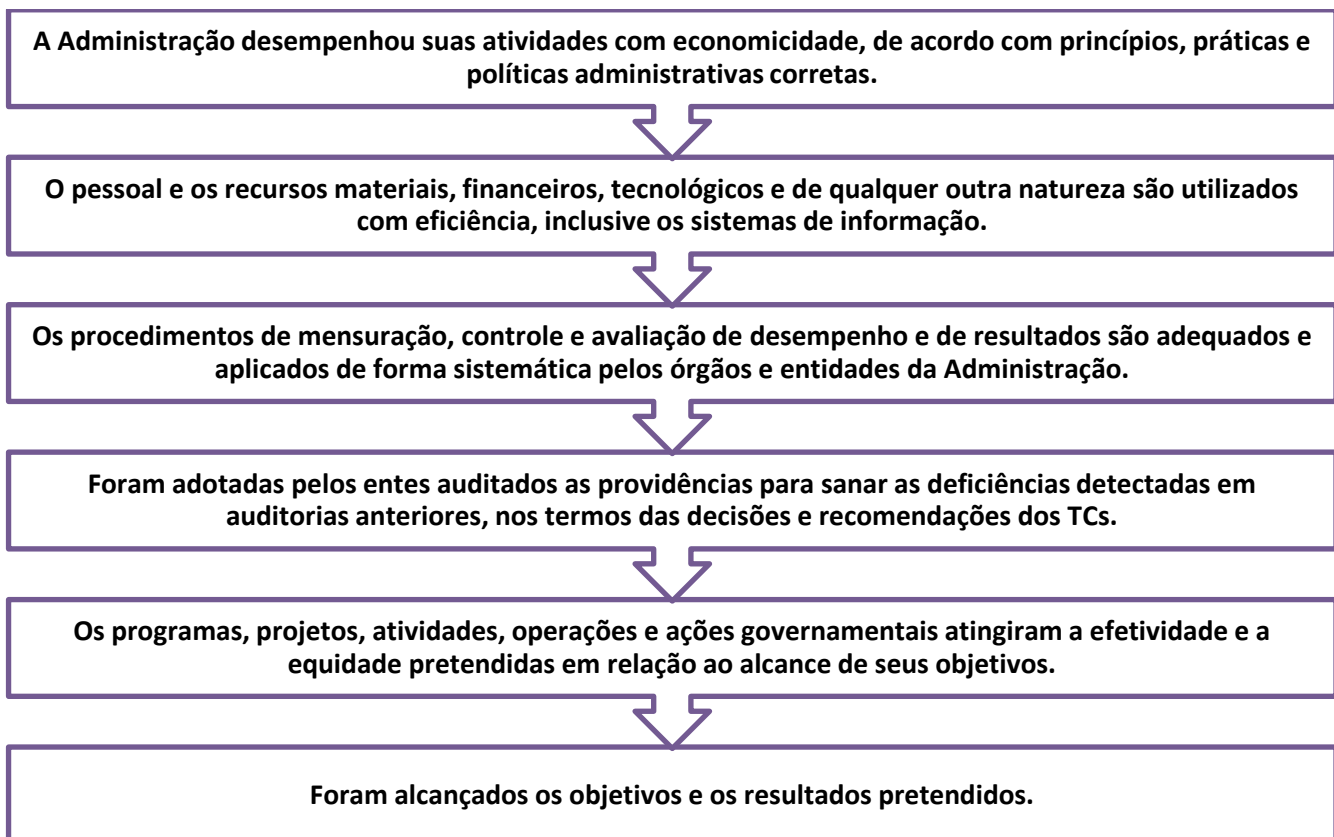 A Administração desempenhou suas atividades com economicidade, de acordo com princípios, práticas e
políticas administrativas corretas.
O pessoal e os recursos materiais, financeiros, tecnológicos e de qualquer outra natureza são utilizados
com eficiência, inclusive os sistemas de informação.
Os procedimentos de mensuração, controle e avaliação de desempenho e de resultados são adequados e
aplicados de forma sistemática pelos órgãos e entidades da Administração.
Foram adotadas pelos entes auditados as providências para sanar as deficiências detectadas em
auditorias anteriores, nos termos das decisões e recomendações dos TCs.
Os programas, projetos, atividades, operações e ações governamentais atingiram a efetividade e a
equidade pretendidas em relação ao alcance de seus objetivos.
Foram alcançados os objetivos e os resultados pretendidos.